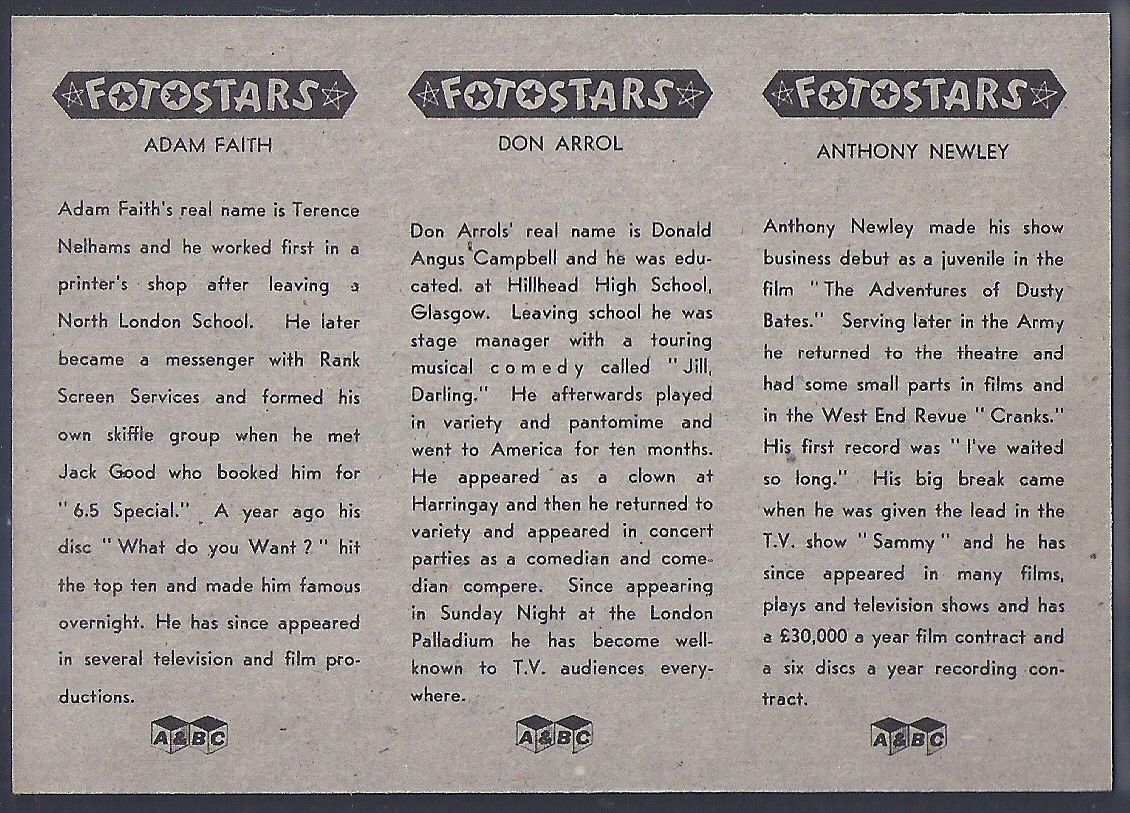 FOTOSTARS
ADAM FAITH
Adam Faith's real name is Terence
Nelhams and he worked first in a
printer's shop after leaving a
North London School. He later
became a messenger with Rank
Screen Services and formed his
own skiffle group when he met
Jack Good who booked him for
"6.5 Special." A year ago his
disc "What do you Want?" hit
the top ten and made him famous
overnight. He has since appeared
in several television and film pro-
ductions.
A&BC
FOTOSTARS
DON ARROL
Don Arrols' real name is Donald
Angus Campbell and he was edu-
cated at Hillhead High School,
Glasgow. Leaving school he was
stage manager with a touring
musical comedy called "Jill,
Darling." He afterwards played
in variety and pantomime and
went to America for ten months.
He appeared as a clown at
Harringay and then he returned to
variety and appeared in concert
parties as a comedian and come-
dian compere. Since appearing
in Sunday Night at the London
Palladium he has become well-
known to T.V. audiences every-
where.
A&BC
FOTOSTARS
ANTHONY NEWLEY
Anthony Newley made his show
business debut as a juvenile in the
film "The Adventures of Dusty
Bates." Serving later in the Army
he returned to the theatre and
had some small parts in films and
in the West End Revue "Cranks."
His first record was "I've waited
so long." His big break came
when he was given the lead in the
T.V. show "Sammy" and he has
since appeared in many films,
plays and television shows and has
a £30,000 a year film contract and
a six discs a year recording con-
tract.
A&BC